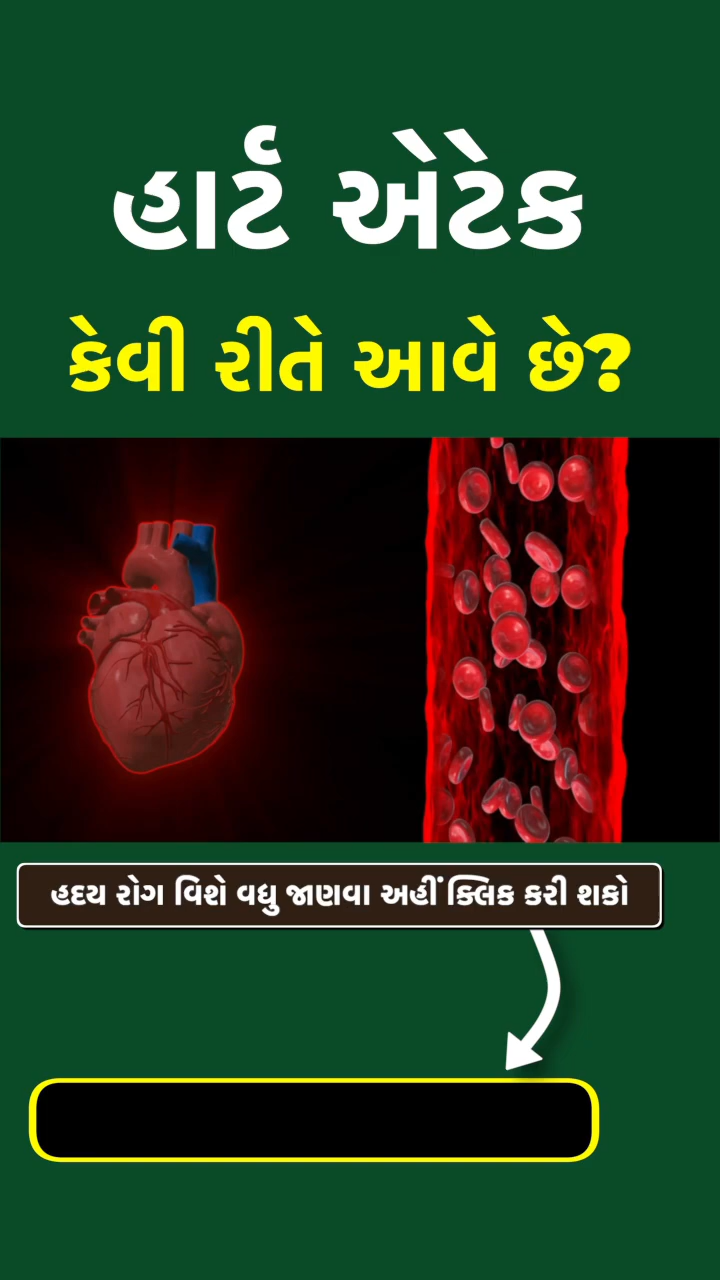 હાર્ટ એટેક
કેવી રીતે આવે છે?
હૃદય રોગ વિશે વધુ જાણવા અહીં ક્લિક કરી શકો